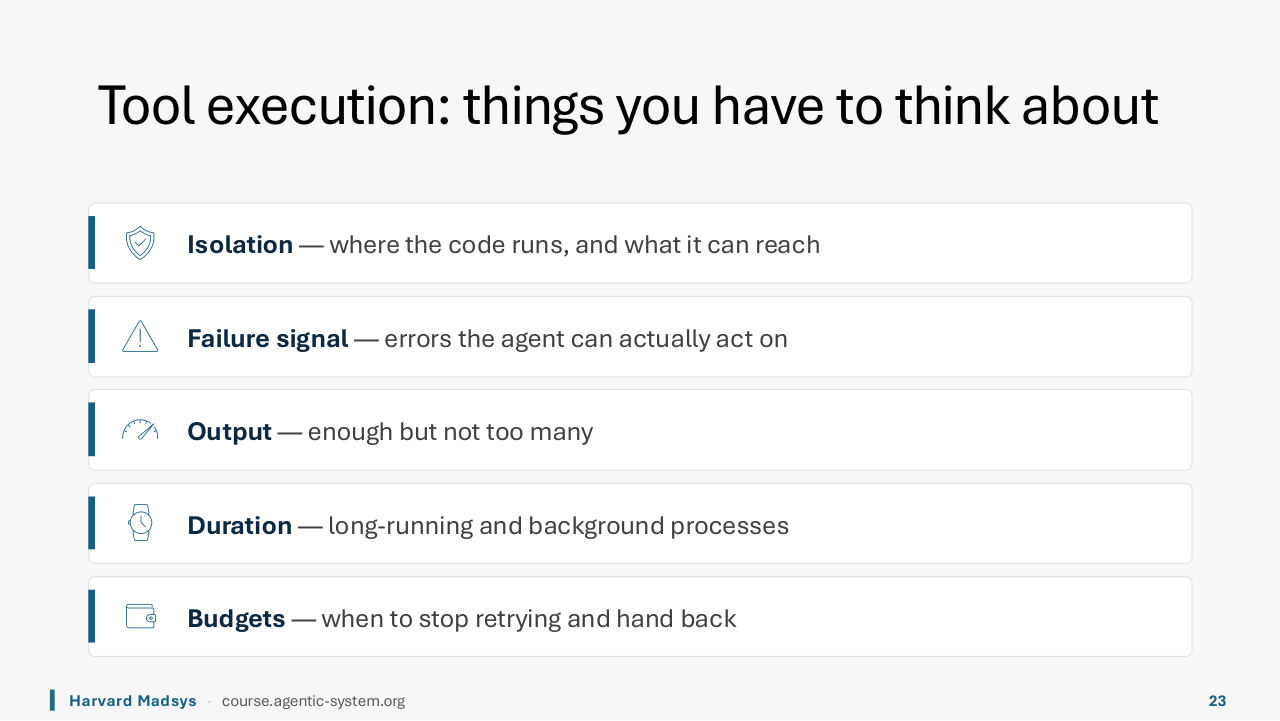 Tool execution: things you have to think about
Isolation — where the code runs, and what it can reach
Failure signal — errors the agent can actually act on
Output — enough but not too many
Duration — long-running and background processes
Budgets — when to stop retrying and hand back
Harvard Madsys · course.agentic-system.org
23